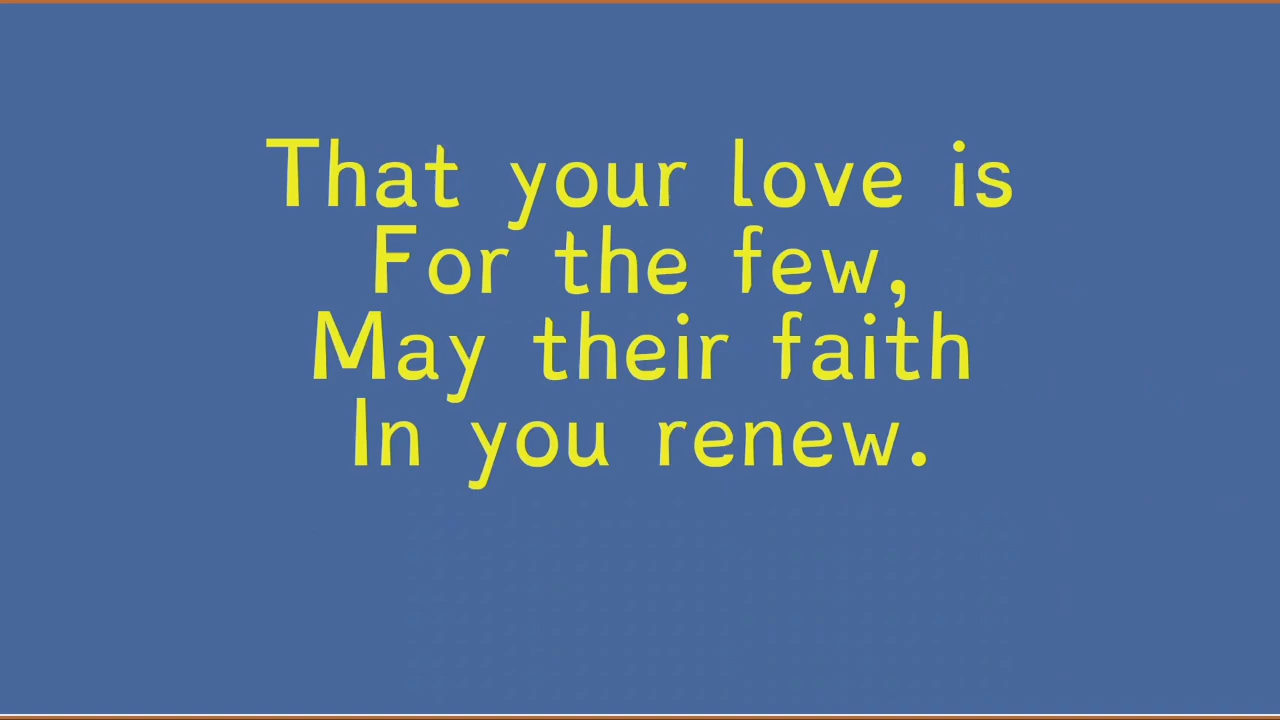 That your love is
For the few,
May their faith
In you renew.